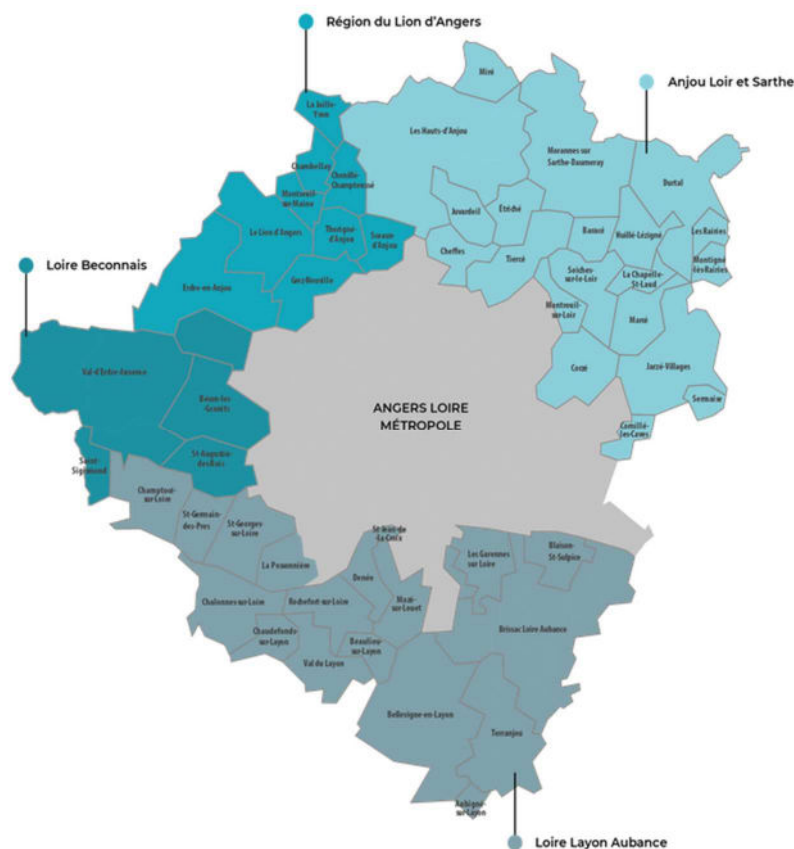 Région du Lion d'Angers
Anjou Loir et Sarthe
Miré
La Jaille-
Yvon
Les Hauts-d'Anjou
Morannes sur
Sarthe-Daumeray
Chambellay
Chenillé-
Champteussé
Durtal
Montreuil-
sur-Maine
Juvardeil
Étriché
Le Lion d'Angers
Thorigné-
d'Anjou
Sceaux-
d'Anjou
Baracé
Huillé-Lézigné
Les Rairies
Cheffes
Tiercé
Montigné
lès Rairies
Loire Beconnais
Grez-Neuville
Seiches-
sur-le-Loir
La Chapelle-
St-Laud
Erdre-en-Anjou
Montreuil-
sur-Loir
Marcé
Val-d'Erdre-Auxence
Corzé
Jarzé-Villages
Bécon-les-
Granits
ANGERS LOIRE
MÉTROPOLE
Sermaise
Cornillé-
les-Caves
Saint-
Sigismond
St-Augustin-
des-Bois
Champtocé-
sur-Loire
St-Germain-
des-Prés
St-Georges-
sur-Loire
St-Jean-de-
la-Croix
Les Garennes
sur Loire
Blaison-
St-Sulpice
La Possonnière
Denée
Chalonnes-sur-Loire
Rochefort-sur-Loire
Mozé-
sur-Louet
Chaudefonds-
sur-Layon
Beaulieu-
sur-Layon
Brissac Loire Aubance
Val du Layon
Bellevigne-en-Layon
Terranjou
Aubigné-
sur-Layon
Loire Layon Aubance